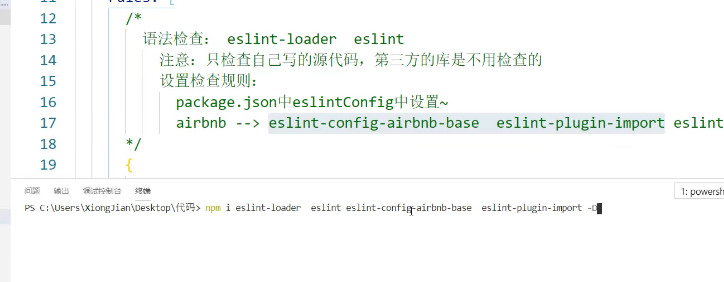 12 /*
13 语法检查： eslint-loader eslint
14 注意：只检查自己写的源代码，第三方的库是不用检查的
15 设置检查规则：
16 package.json中eslintConfig中设置~
17 airbnb --> eslint-config-airbnb-base eslint-plugin-import eslint
18 */
19 {
问题 输出 调试控制台 终端 1: powersh
PS C:\Users\XiongJian\Desktop\代码> npm i eslint-loader eslint eslint-config-airbnb-base eslint-plugin-import -D